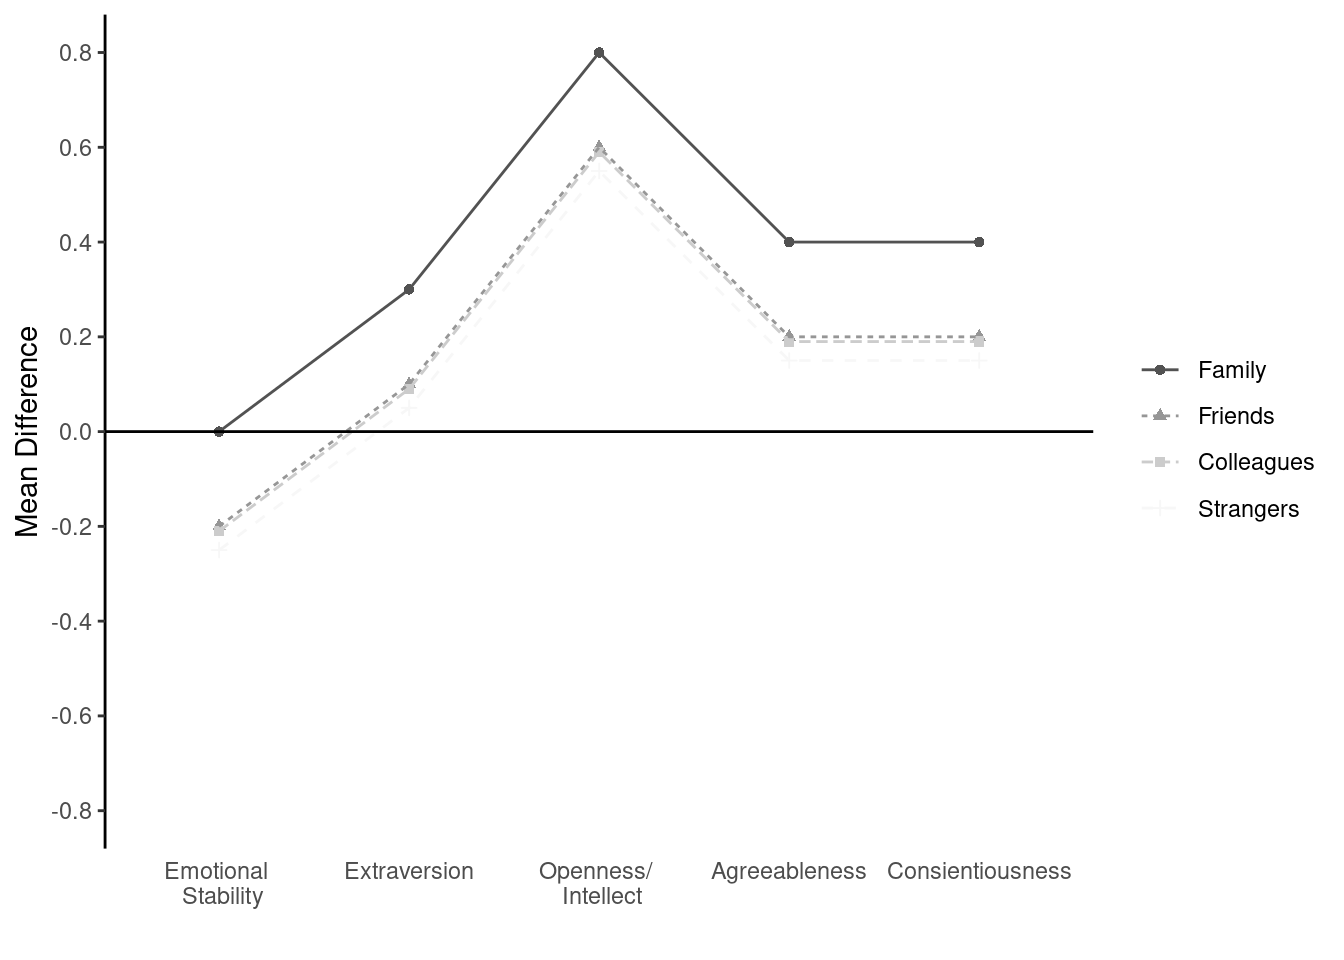 Mean Difference
0.8
0.6
0.4
0.2
0.0
-0.2
-0.4
-0.6
-0.8
Emotional
Stability
Extraversion
Openness/
Intellect
Agreeableness
Consientiousness
Family
Friends
Colleagues
Strangers